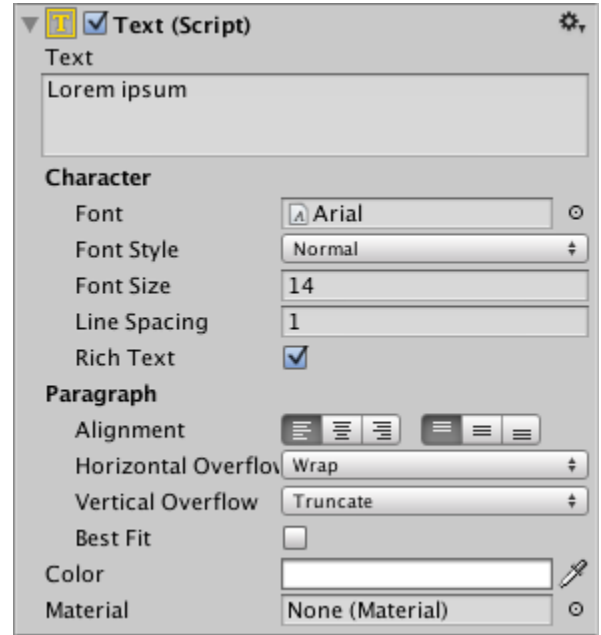 Text (Script)
Text
Lorem ipsum
Character
Font Arial
Font Style Normal
Font Size 14
Line Spacing 1
Rich Text
Paragraph
Alignment
Horizontal Overflov Wrap
Vertical Overflow Truncate
Best Fit
Color
Material None (Material)